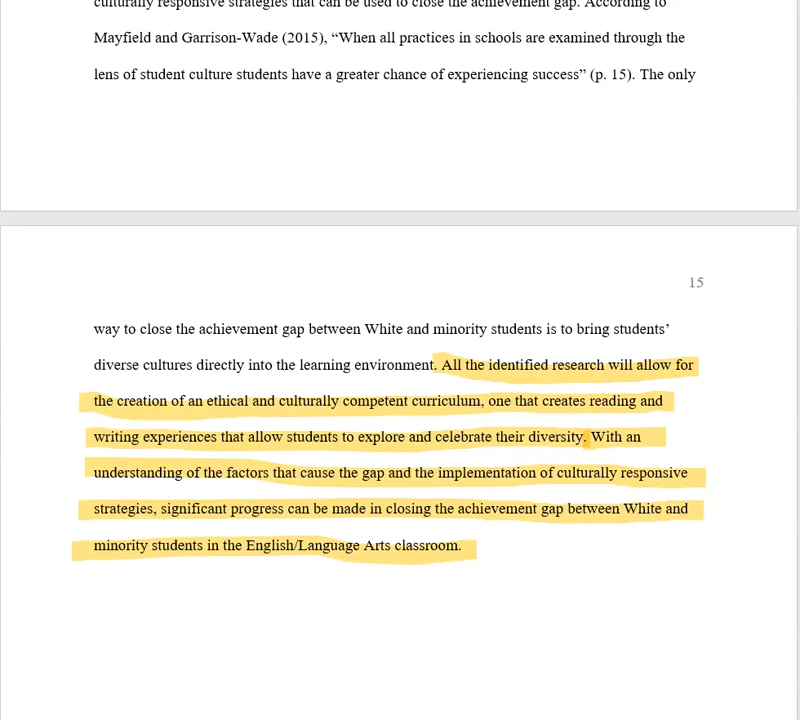 culturally responsive strategies that can be used to close the achievement gap. According to
Mayfield and Garrison-Wade (2015), “When all practices in schools are examined through the
lens of student culture students have a greater chance of experiencing success” (p. 15). The only
15
way to close the achievement gap between White and minority students is to bring students’
diverse cultures directly into the learning environment. All the identified research will allow for
the creation of an ethical and culturally competent curriculum, one that creates reading and
writing experiences that allow students to explore and celebrate their diversity. With an
understanding of the factors that cause the gap and the implementation of culturally responsive
strategies, significant progress can be made in closing the achievement gap between White and
minority students in the English/Language Arts classroom.